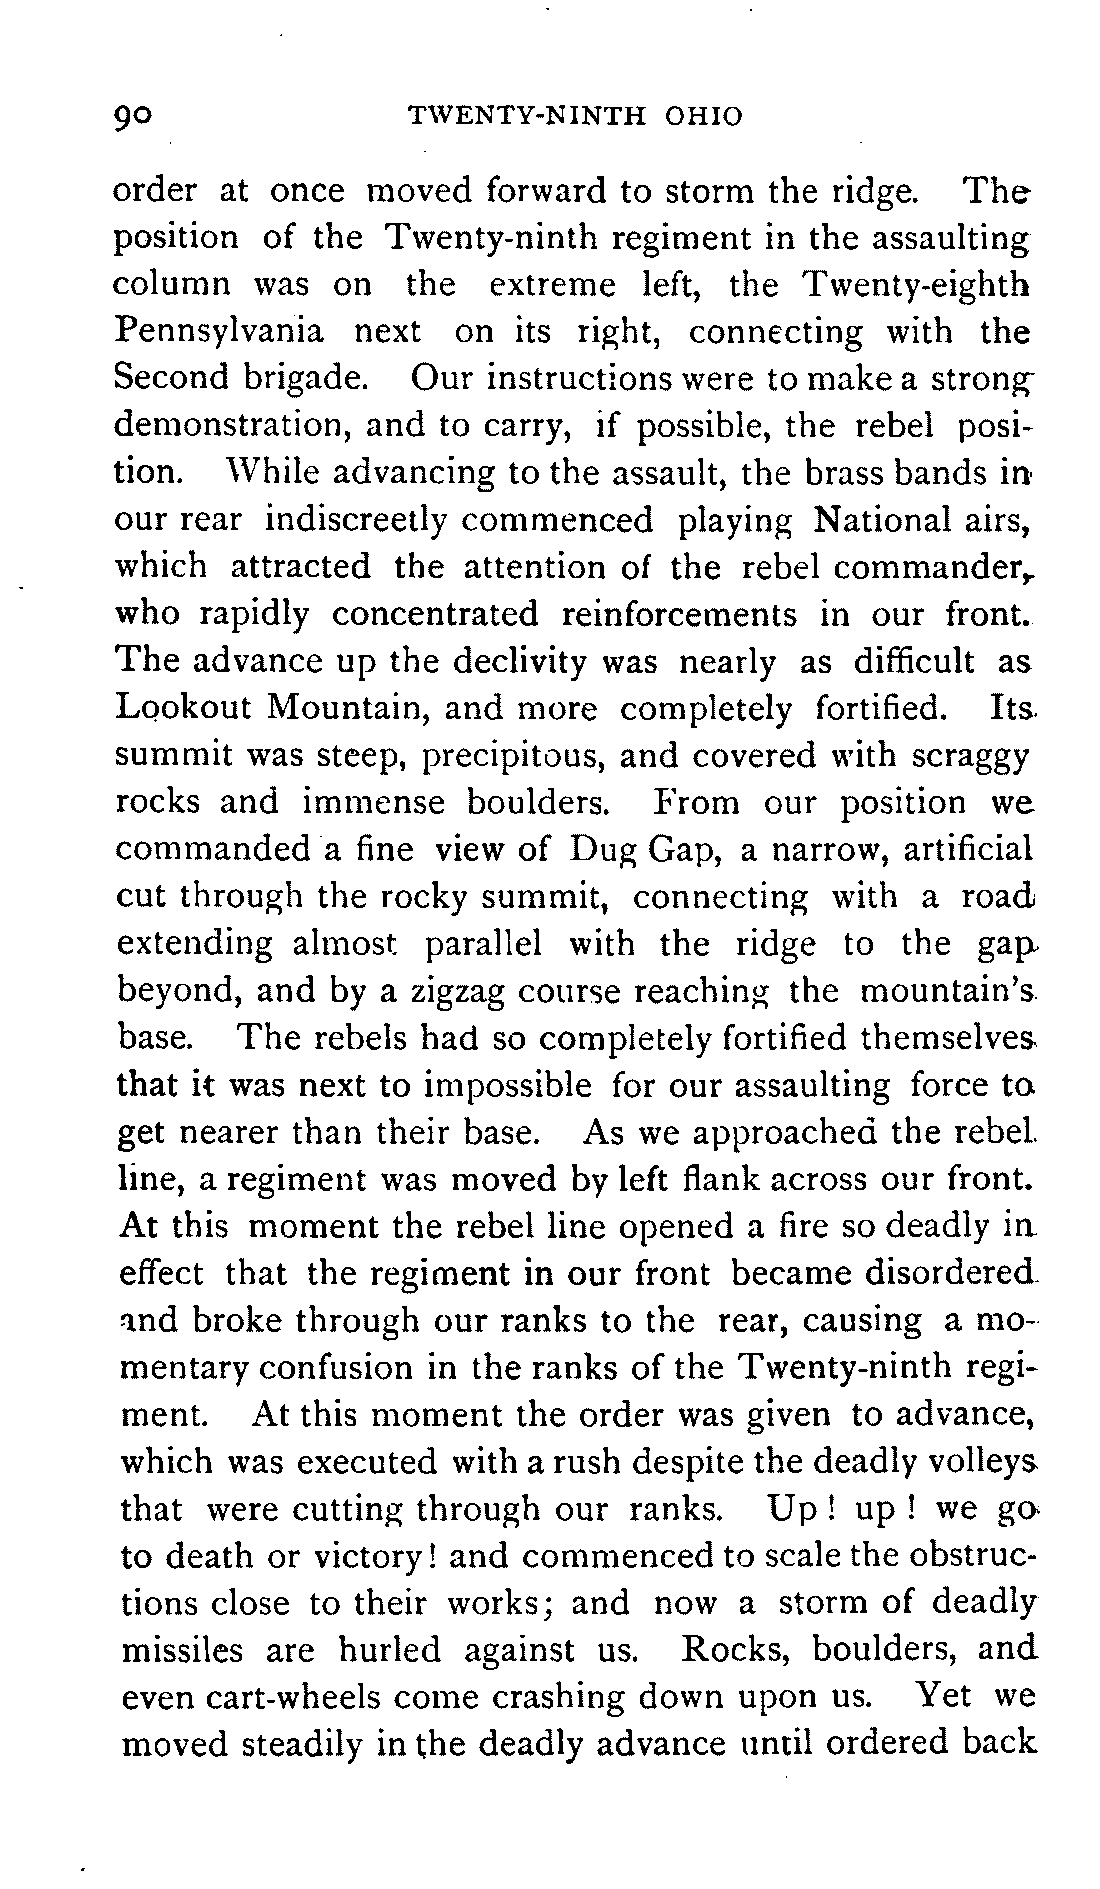 90 TWENTY-NINTH OHIO
order at once moved forward to storm the ridge. The
position of the Twenty-ninth regiment in the assaulting
column was on the extreme left, the Twenty-eighth
Pennsylvania next on its right, connecting with the
Second brigade. Our instructions were to make a strong
demonstration, and to carry, if possible, the rebel posi-
tion. While advancing to the assault, the brass bands in
our rear indiscreetly commenced playing National airs,
which attracted the attention of the rebel commander,
who rapidly concentrated reinforcements in our front.
The advance up the declivity was nearly as difficult as
Lookout Mountain, and more completely fortified. Its
summit was steep, precipitous, and covered with scraggy
rocks and immense boulders. From our position we
commanded a fine view of Dug Gap, a narrow, artificial
cut through the rocky summit, connecting with a road
extending almost parallel with the ridge to the gap
beyond, and by a zigzag course reaching the mountain's
base. The rebels had so completely fortified themselves
that it was next to impossible for our assaulting force to
get nearer than their base. As we approached the rebel
line, a regiment was moved by left flank across our front.
At this moment the rebel line opened a fire so deadly in
effect that the regiment in our front became disordered
and broke through our ranks to the rear, causing a mo-
mentary confusion in the ranks of the Twenty-ninth regi-
ment. At this moment the order was given to advance,
which was executed with a rush despite the deadly volleys
that were cutting through our ranks. Up! up! we go
to death or victory! and commenced to scale the obstruc-
tions close to their works; and now a storm of deadly
missiles are hurled against us. Rocks, boulders, and
even cart-wheels come crashing down upon us. Yet we
moved steadily in the deadly advance until ordered back